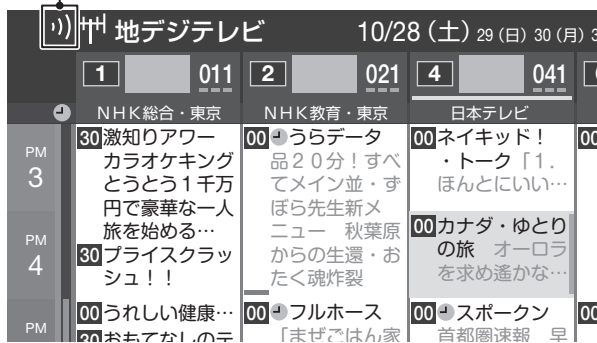 地デジテレビ 10/28(土) 29(日) 30(月) 3
1 011 2 021 4 041
NHK総合・東京 NHK教育・東京 日本テレビ
PM
3
PM
4
PM
30激知りアワー
カラオケキング
とうとう1千万
円で豪華な一人
旅を始める…
30プライスクラッ
シュ！！
00うれしい健康…
30おもてなしのテ
00うらデータ
品20分！すべ
てメイン並・ず
ぼら先生新メ
ニュー 秋葉原
からの生還・お
たく魂炸裂
00フルホース
「まぜごはん家
00ネイキッド！
・トーク「1．
ほんとにいい…
00カナダ・ゆとり
の旅 オーロラ
を求め遙かな…
00スポークン
首都圏速報 早
00
00